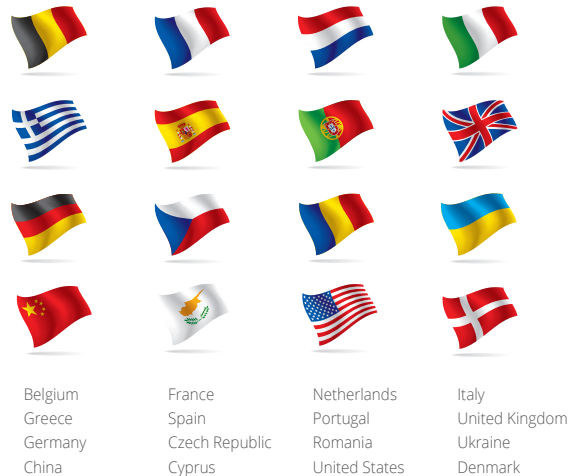 Belgium France Netherlands Italy
Greece Spain Portugal United Kingdom
Germany Czech Republic Romania Ukraine
China Cyprus United States Denmark